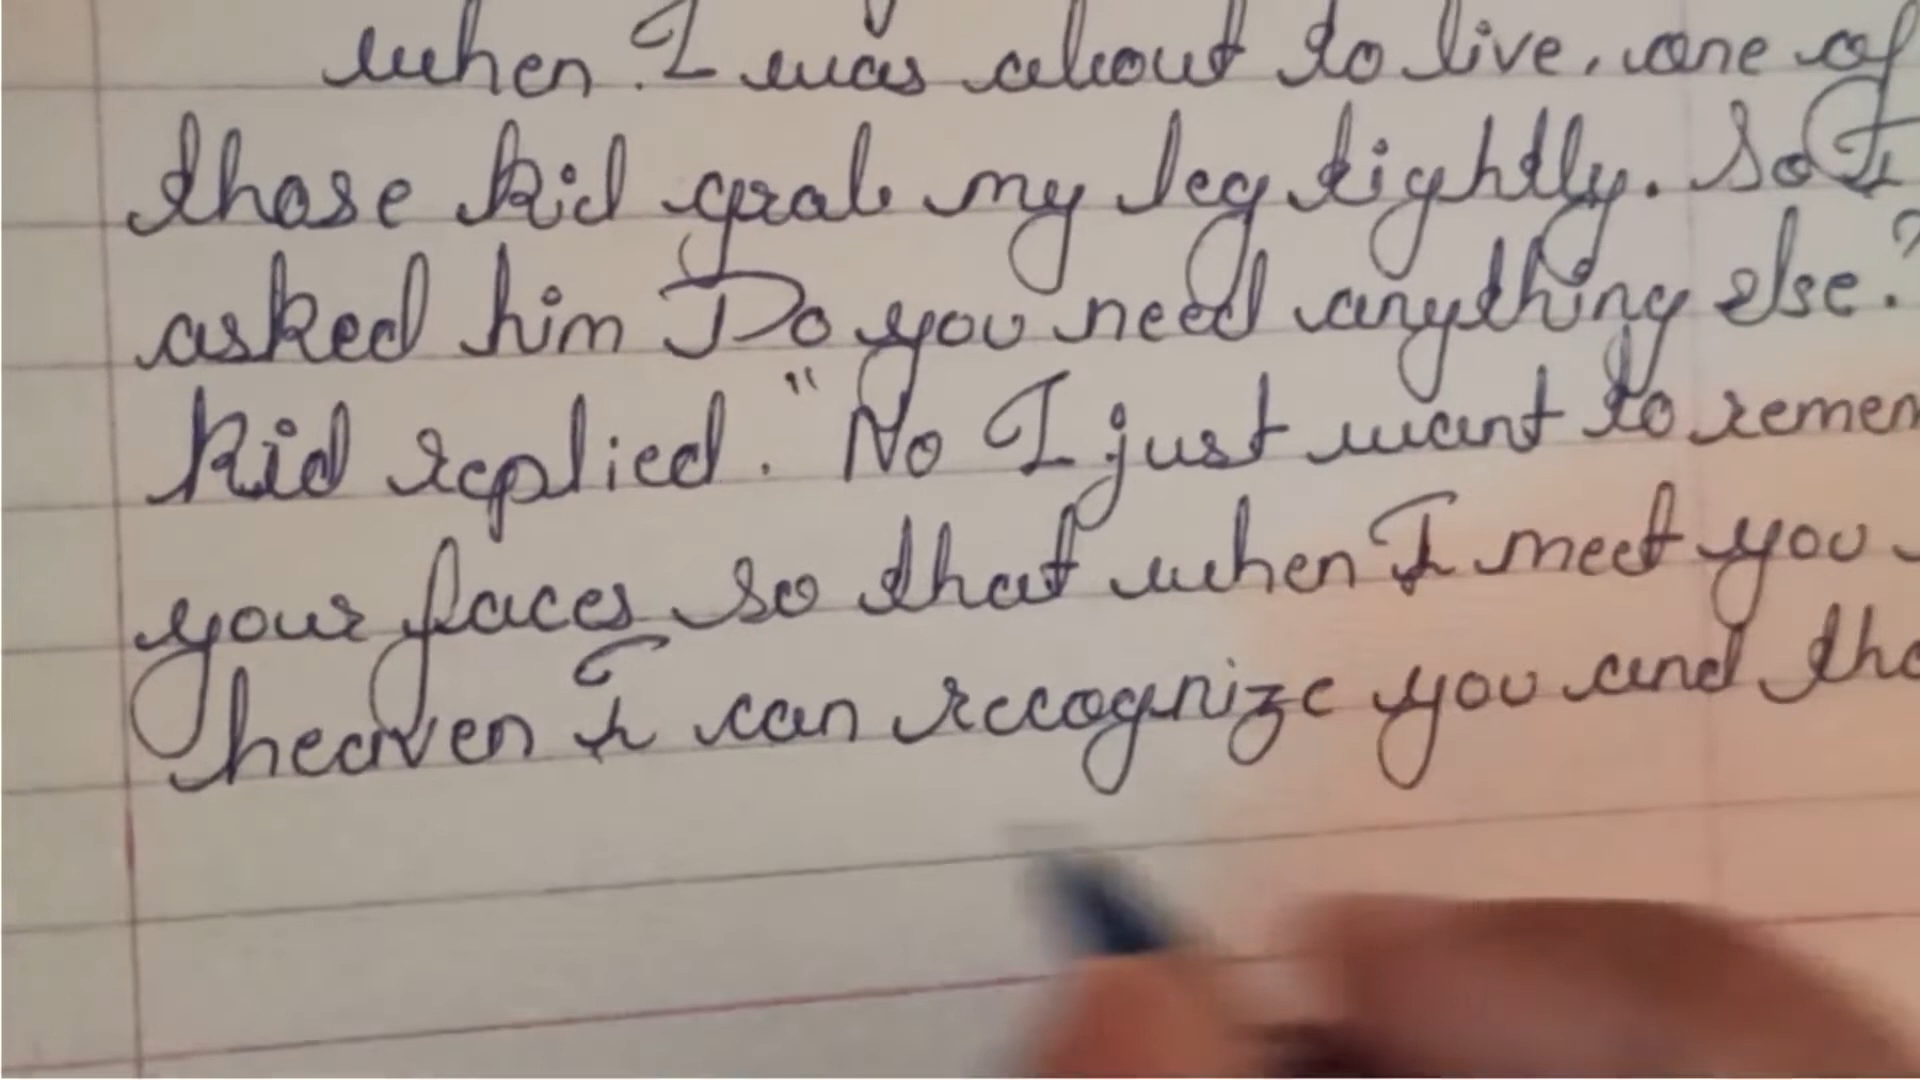 when I was about to live, one of
those kid grab my leg tightly. So I
asked him Do you need anything else?
kid replied. "No I just want to remem
your faces so that when I meet you
heaven I can recognize you and tha